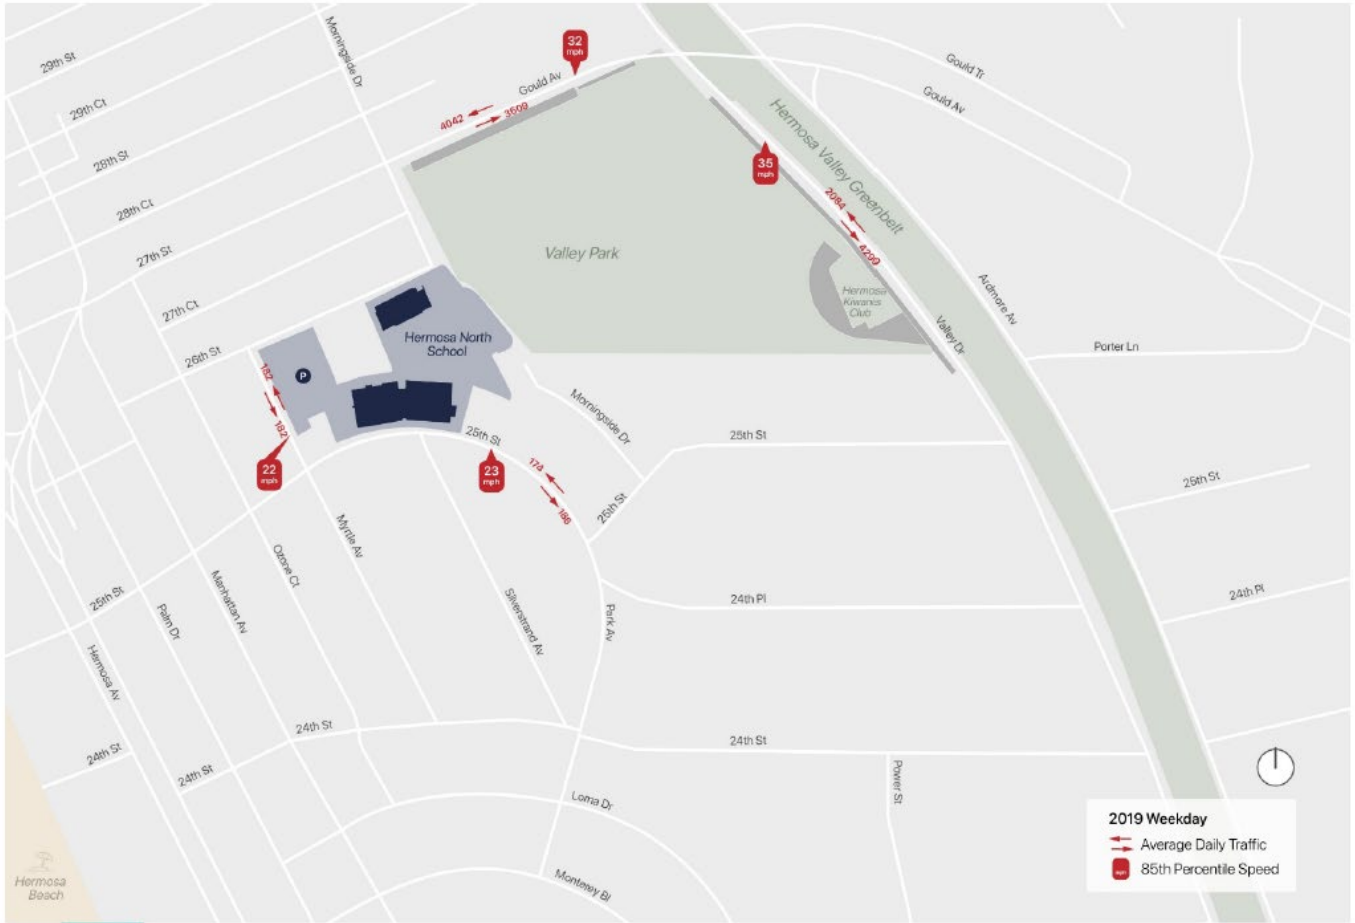 29th St
29th Ct
28th St
28th Ct
27th St
27th Ct
26th St
Morningside Dr
32
mph
Gould Av
4042
3509
Gould Tr
Gould Av
Hermosa Valley Greenbelt
35
mph
2084
4299
Valley Park
Hermosa
Kiwanis
Club
Valley Dr
Ardmore Av
Porter Ln
Hermosa North
School
P
182
182
22
mph
25th St
23
mph
174
186
Morningside Dr
25th St
25th St
25th St
24th Pl
24th Pl
25th St
Hermosa Av
Palm Dr
Manhattan Av
Ozone Ct
Myrtle Av
Silverstrand Av
Park Av
24th St
24th St
24th St
24th St
Power St
Loma Dr
Monterey Bl
Hermosa
Beach
2019 Weekday
Average Daily Traffic
mph
85th Percentile Speed